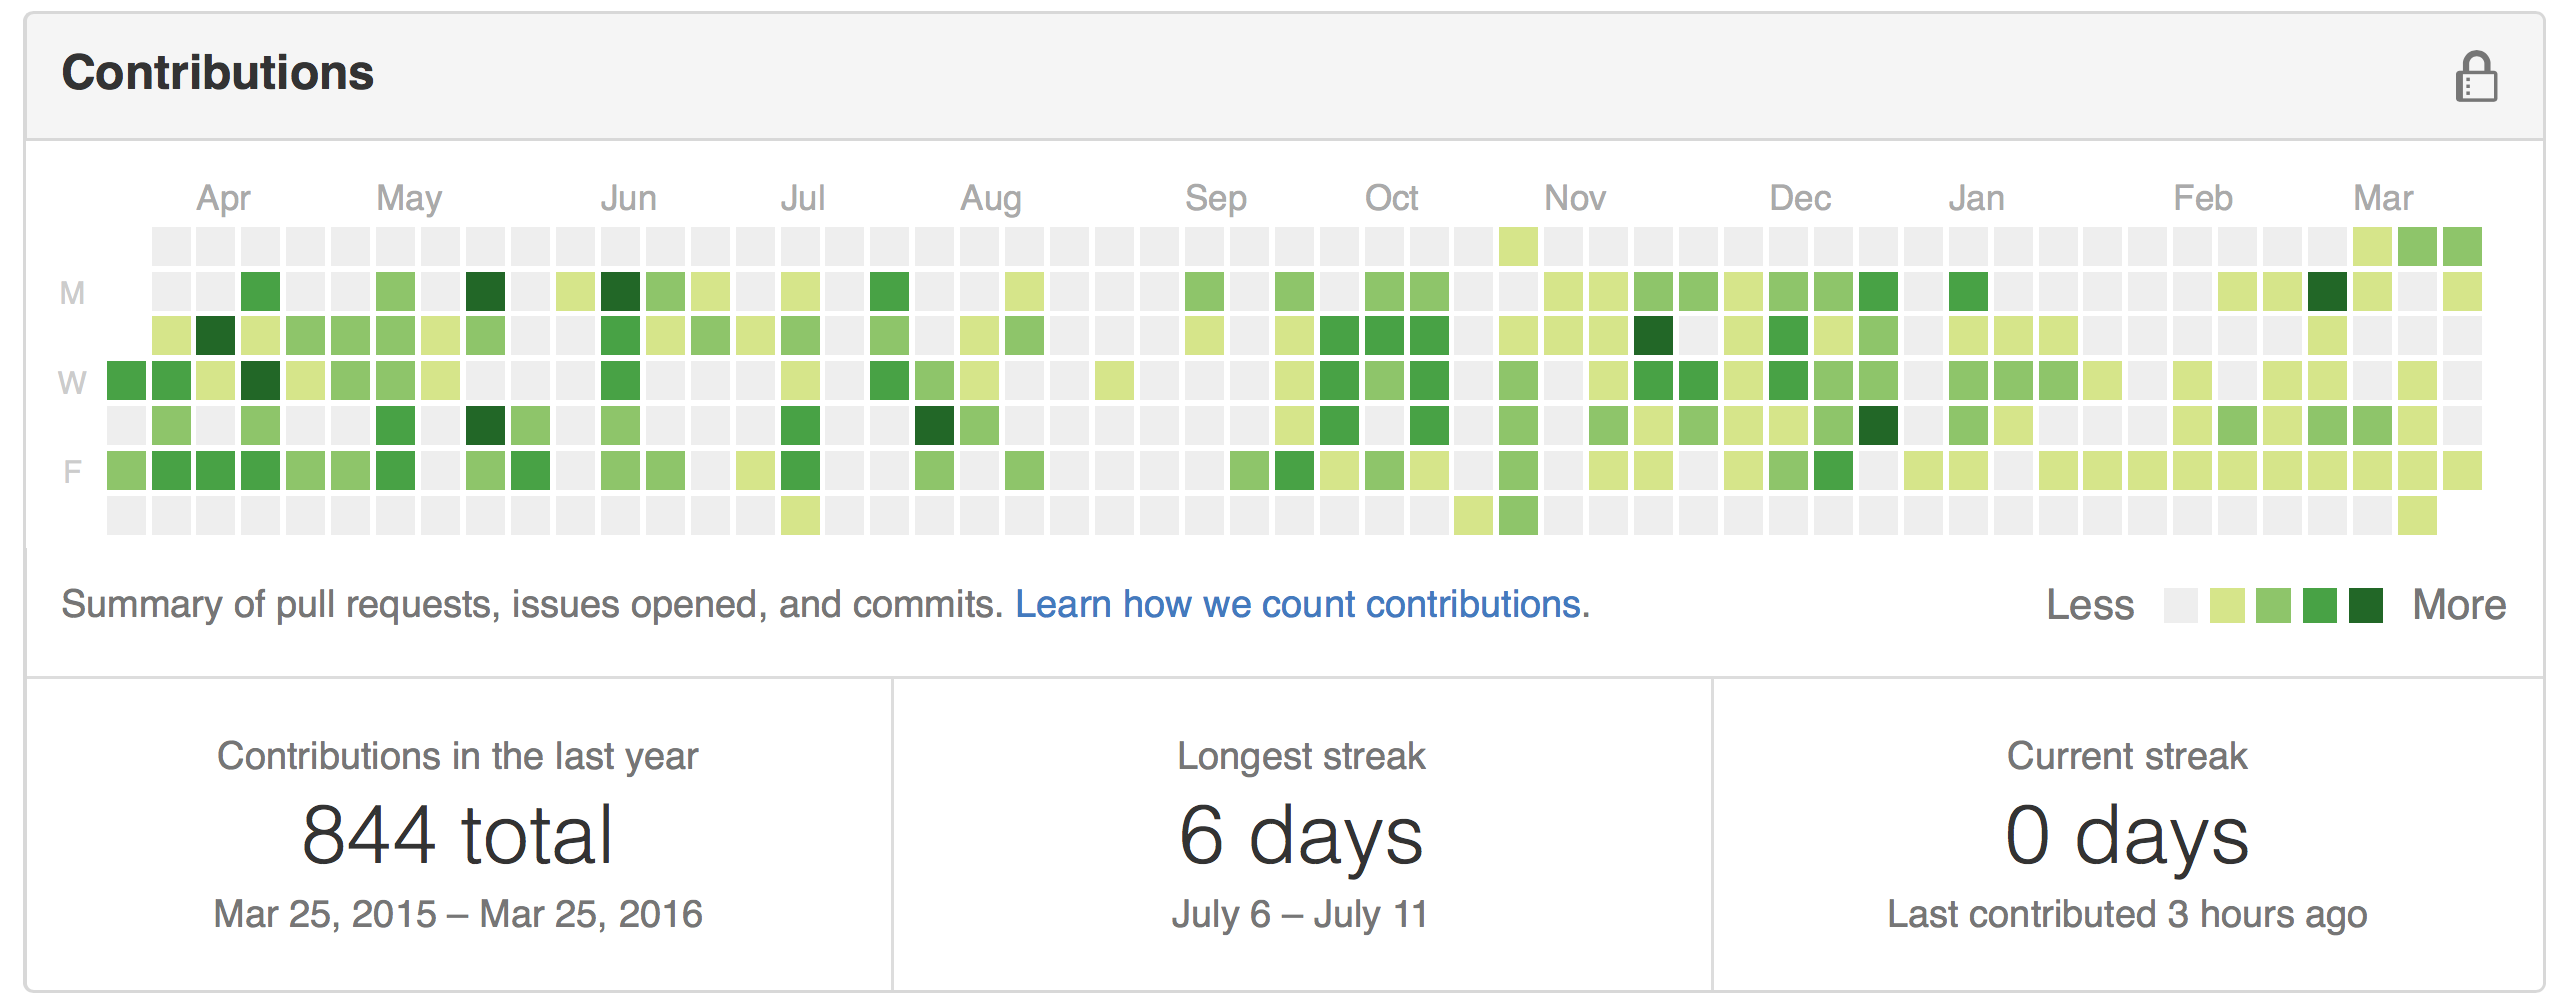 Contributions
Apr May Jun Jul Aug Sep Oct Nov Dec Jan Feb Mar
M
W
F
Summary of pull requests, issues opened, and commits. Learn how we count contributions.
Less More
Contributions in the last year
844 total
Mar 25, 2015 – Mar 25, 2016
Longest streak
6 days
July 6 – July 11
Current streak
0 days
Last contributed 3 hours ago